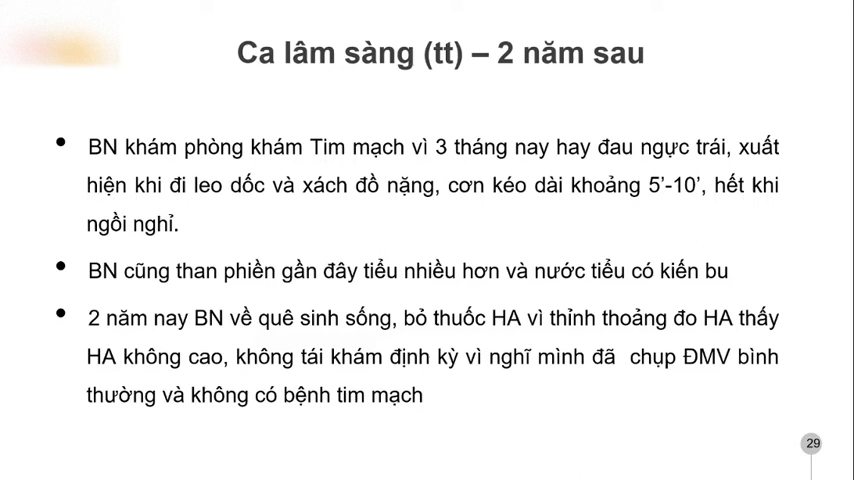 Ca lâm sàng (tt) – 2 năm sau
• BN khám phòng khám Tim mạch vì 3 tháng nay hay đau ngực trái, xuất
hiện khi đi leo dốc và xách đồ nặng, cơn kéo dài khoảng 5’-10’, hết khi
ngồi nghỉ.
• BN cũng than phiền gần đây tiểu nhiều hơn và nước tiểu có kiến bu
• 2 năm nay BN về quê sinh sống, bỏ thuốc HA vì thỉnh thoảng đo HA thấy
HA không cao, không tái khám định kỳ vì nghĩ mình đã chụp ĐMV bình
thường và không có bệnh tim mạch
29